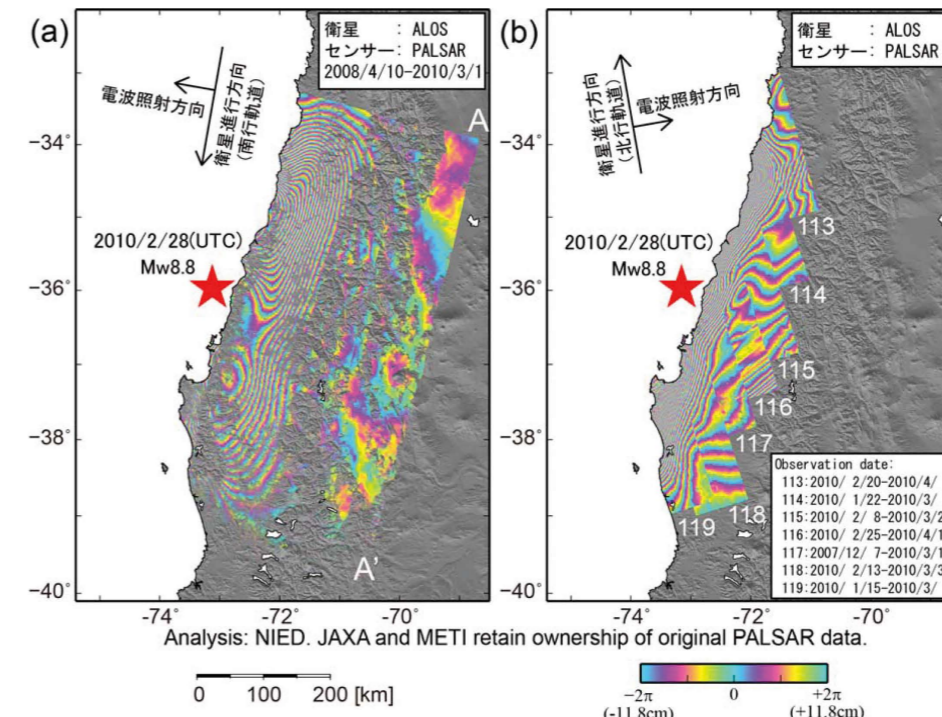 (a)
衛星 : ALOS
センサー: PALSAR
2008/4/10-2010/3/1
電波照射方向
衛星進行方向
(南行軌道)
A
-34°
-36°
-38°
-40°
2010/2/28(UTC)
Mw8.8
A'
-74°
-72°
-70°
(b)
衛星 : ALOS
センサー: PALSAR
衛星進行方向
(北行軌道)
電波照射方向
-34°
-36°
-38°
-40°
2010/2/28(UTC)
Mw8.8
113
114
115
116
117
118
119
Observation date:
113:2010/ 2/20-2010/4/
114:2010/ 1/22-2010/3/
115:2010/ 2/ 8-2010/3/2
116:2010/ 2/25-2010/4/1
117:2007/12/ 7-2010/3/1
118:2010/ 2/13-2010/3/3
119:2010/ 1/15-2010/3/
-74°
-72°
-70°
Analysis: NIED. JAXA and METI retain ownership of original PALSAR data.
0 100 200 [km]
−2π 0 +2π
(-11.8cm) (+11.8cm)